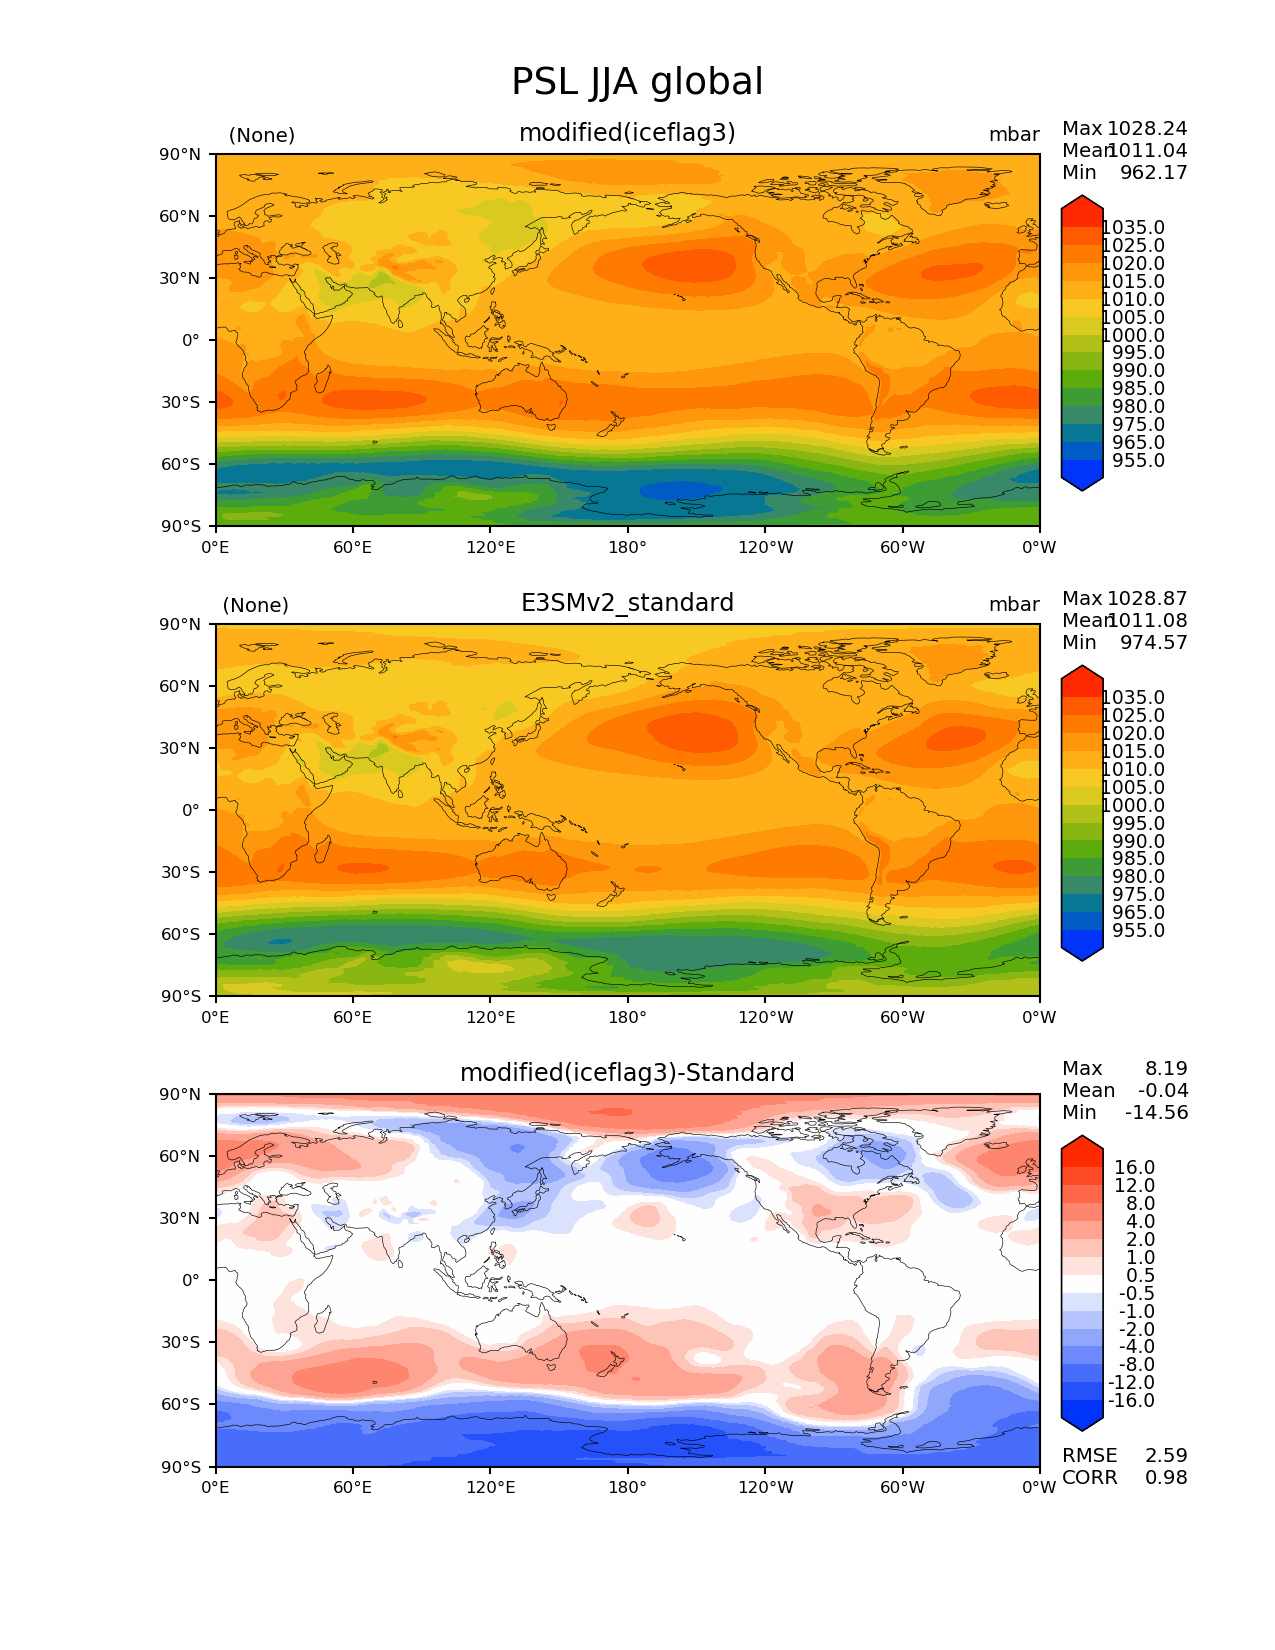 PSL JJA global
(None) modified(iceflag3) mbar
Max 1028.24
Mean 1011.04
Min 962.17
90°N
60°N
30°N
0°
30°S
60°S
90°S
0°E 60°E 120°E 180° 120°W 60°W 0°W
1035.0
1025.0
1020.0
1015.0
1010.0
1005.0
1000.0
995.0
990.0
985.0
980.0
975.0
965.0
955.0
(None) E3SMv2_standard mbar
Max 1028.87
Mean 1011.08
Min 974.57
90°N
60°N
30°N
0°
30°S
60°S
90°S
0°E 60°E 120°E 180° 120°W 60°W 0°W
1035.0
1025.0
1020.0
1015.0
1010.0
1005.0
1000.0
995.0
990.0
985.0
980.0
975.0
965.0
955.0
modified(iceflag3)-Standard
Max 8.19
Mean -0.04
Min -14.56
90°N
60°N
30°N
0°
30°S
60°S
90°S
0°E 60°E 120°E 180° 120°W 60°W 0°W
16.0
12.0
8.0
4.0
2.0
1.0
0.5
-0.5
-1.0
-2.0
-4.0
-8.0
-12.0
-16.0
RMSE 2.59
CORR 0.98